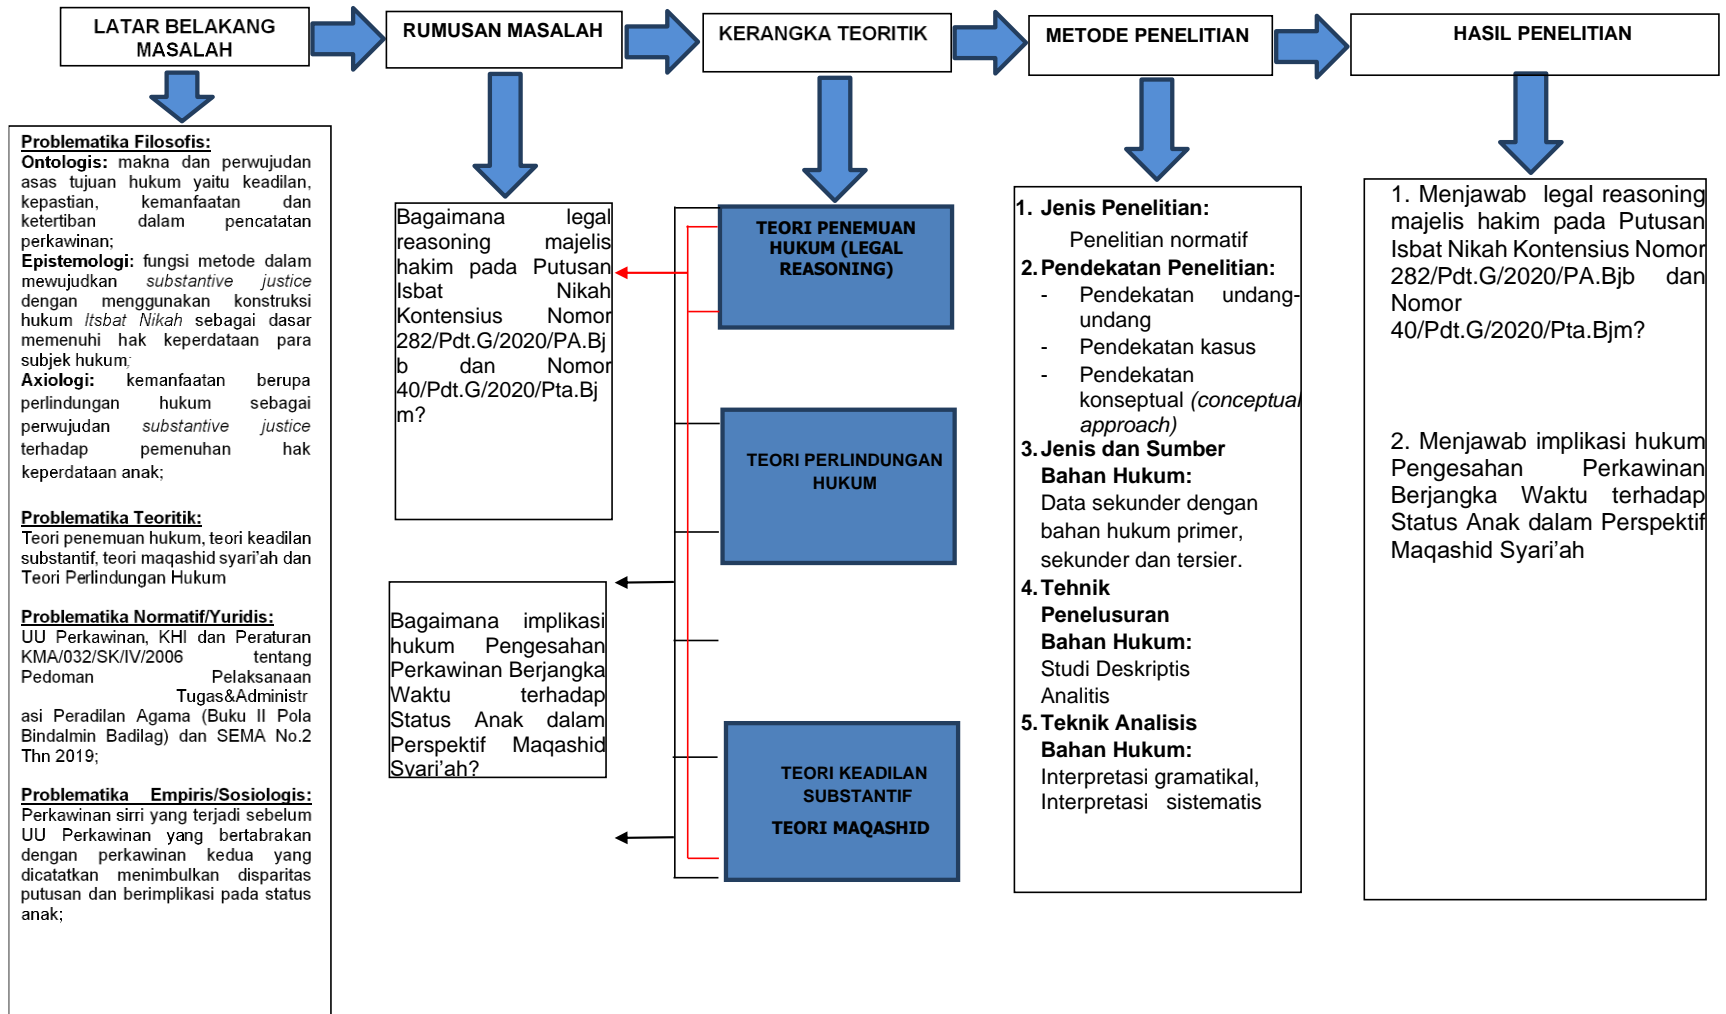 LATAR BELAKANG
MASALAH
RUMUSAN MASALAH
KERANGKA TEORITIK
METODE PENELITIAN
HASIL PENELITIAN
Problematika Filosofis:
Ontologis: makna dan perwujudan
asas tujuan hukum yaitu keadilan,
kepastian, kemanfaatan dan
ketertiban dalam pencatatan
perkawinan;
Epistemologi: fungsi metode dalam
mewujudkan substantive justice
dengan menggunakan konstruksi
hukum Itsbat Nikah sebagai dasar
memenuhi hak keperdataan para
subjek hukum;
Axiologi: kemanfaatan berupa
perlindungan hukum sebagai
perwujudan substantive justice
terhadap pemenuhan hak
keperdataan anak;
Problematika Teoritik:
Teori penemuan hukum, teori keadilan
substantif, teori maqashid syari'ah dan
Teori Perlindungan Hukum
Problematika Normatif/Yuridis:
UU Perkawinan, KHI dan Peraturan
KMA/032/SK/IV/2006 tentang
Pedoman Pelaksanaan
Tugas&Administr
asi Peradilan Agama (Buku II Pola
Bindalmin Badilag) dan SEMA No.2
Thn 2019;
Problematika Empiris/Sosiologis:
Perkawinan sirri yang terjadi sebelum
UU Perkawinan yang bertabrakan
dengan perkawinan kedua yang
dicatatkan menimbulkan disparitas
putusan dan berimplikasi pada status
anak;
Bagaimana legal
reasoning majelis
hakim pada Putusan
Isbat Nikah
Kontensius Nomor
282/Pdt.G/2020/PA.Bj
b dan Nomor
40/Pdt.G/2020/Pta.Bj
m?
Bagaimana implikasi
hukum Pengesahan
Perkawinan Berjangka
Waktu terhadap
Status Anak dalam
Perspektif Maqashid
Syari'ah?
TEORI PENEMUAN
HUKUM (LEGAL
REASONING)
TEORI PERLINDUNGAN
HUKUM
TEORI KEADILAN
SUBSTANTIF
TEORI MAQASHID
1. Jenis Penelitian:
Penelitian normatif
2. Pendekatan Penelitian:
- Pendekatan undang-
undang
- Pendekatan kasus
- Pendekatan
konseptual (conceptual
approach)
3. Jenis dan Sumber
Bahan Hukum:
Data sekunder dengan
bahan hukum primer,
sekunder dan tersier.
4. Tehnik
Penelusuran
Bahan Hukum:
Studi Deskriptis
Analitis
5. Teknik Analisis
Bahan Hukum:
Interpretasi gramatikal,
Interpretasi sistematis
1. Menjawab legal reasoning
majelis hakim pada Putusan
Isbat Nikah Kontensius Nomor
282/Pdt.G/2020/PA.Bjb dan
Nomor
40/Pdt.G/2020/Pta.Bjm?
2. Menjawab implikasi hukum
Pengesahan Perkawinan
Berjangka Waktu terhadap
Status Anak dalam Perspektif
Maqashid Syari'ah